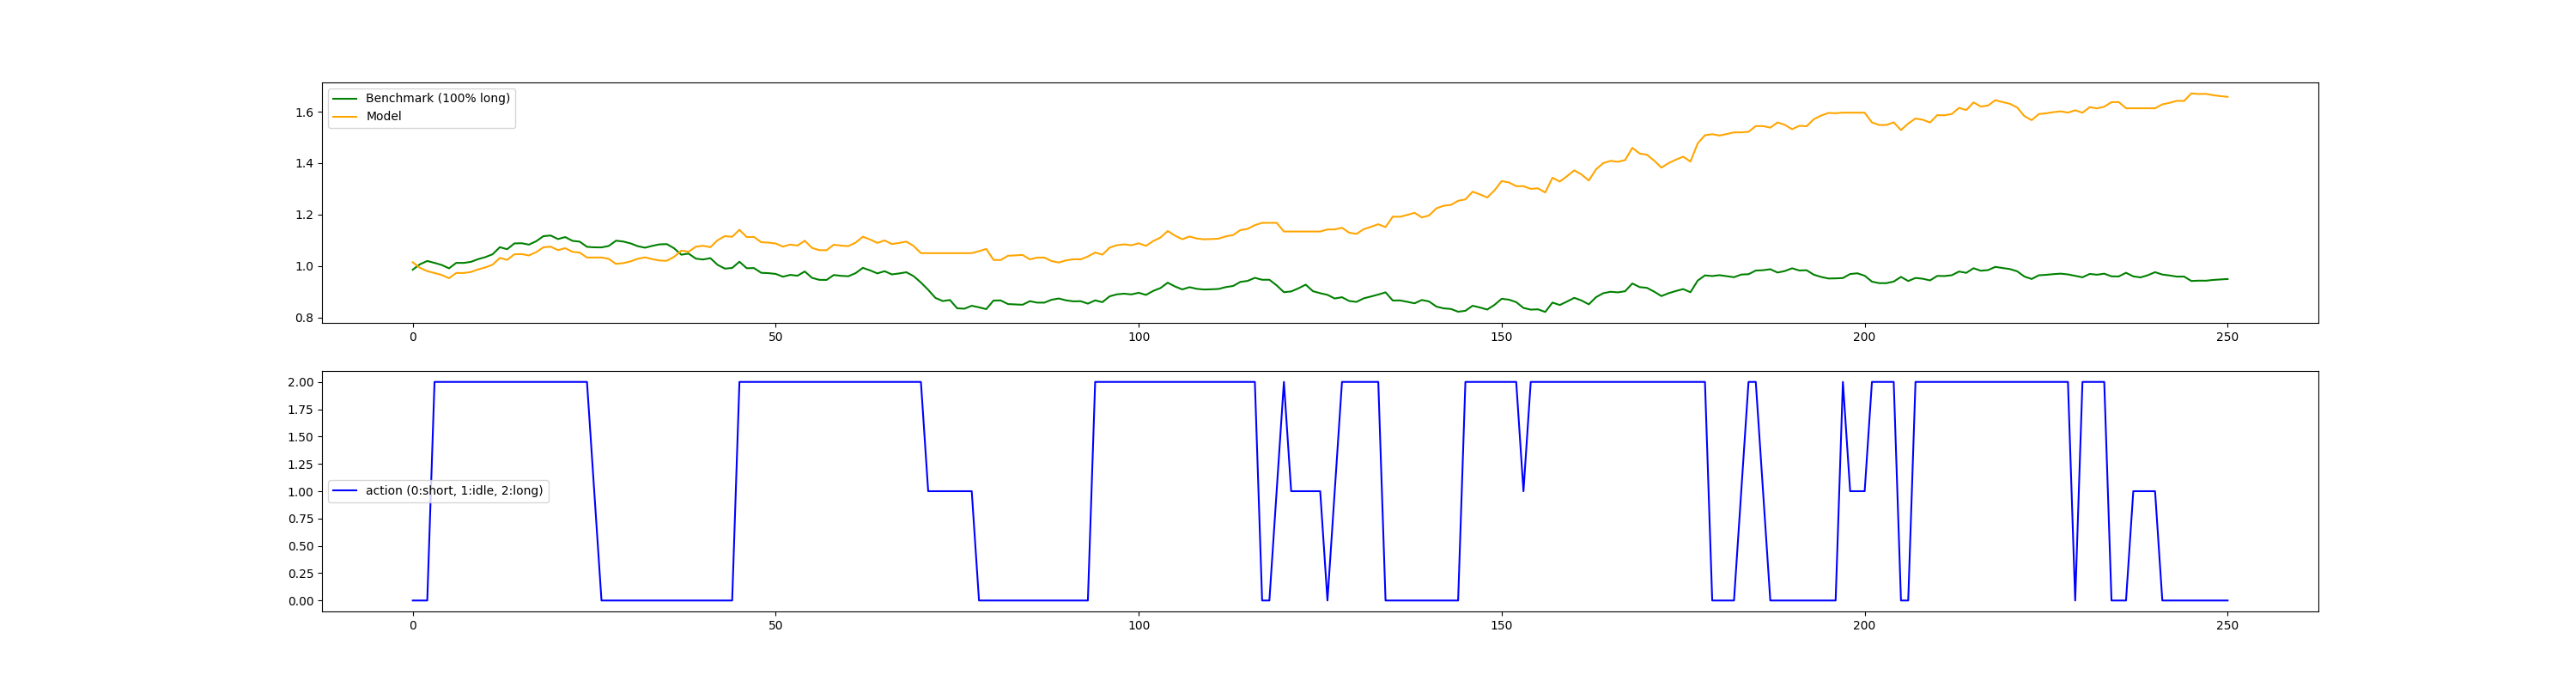 Benchmark (100% long)
Model
1.6
1.4
1.2
1.0
0.8
0 50 100 150 200 250
2.00
1.75
1.50
1.25
1.00
0.75
0.50
0.25
0.00
action (0:short, 1:idle, 2:long)
0 50 100 150 200 250